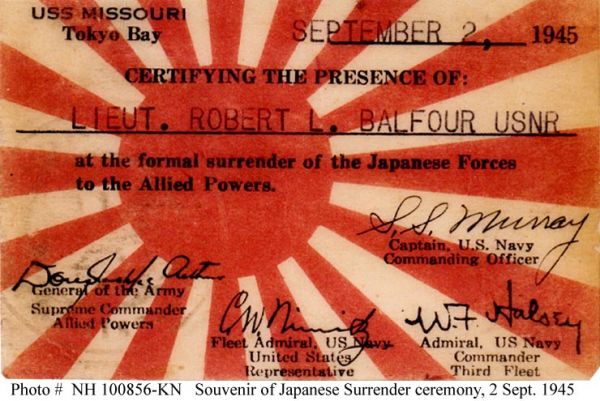 USS MISSOURI
Tokyo Bay
SEPTEMBER 2, 1945
CERTIFYING THE PRESENCE OF:
LIEUT. ROBERT L. BALFOUR USNR
at the formal surrender of the Japanese Forces
to the Allied Powers.
S.S. Murray
Captain, U.S. Navy
Commanding Officer
Douglas MacArthur
General of the Army
Supreme Commander
Allied Powers
C.W. Nimitz
Fleet Admiral, US Navy
United States
Representative
W.F. Halsey
Admiral, US Navy
Commander
Third Fleet
Photo # NH 100856-KN Souvenir of Japanese Surrender ceremony, 2 Sept. 1945